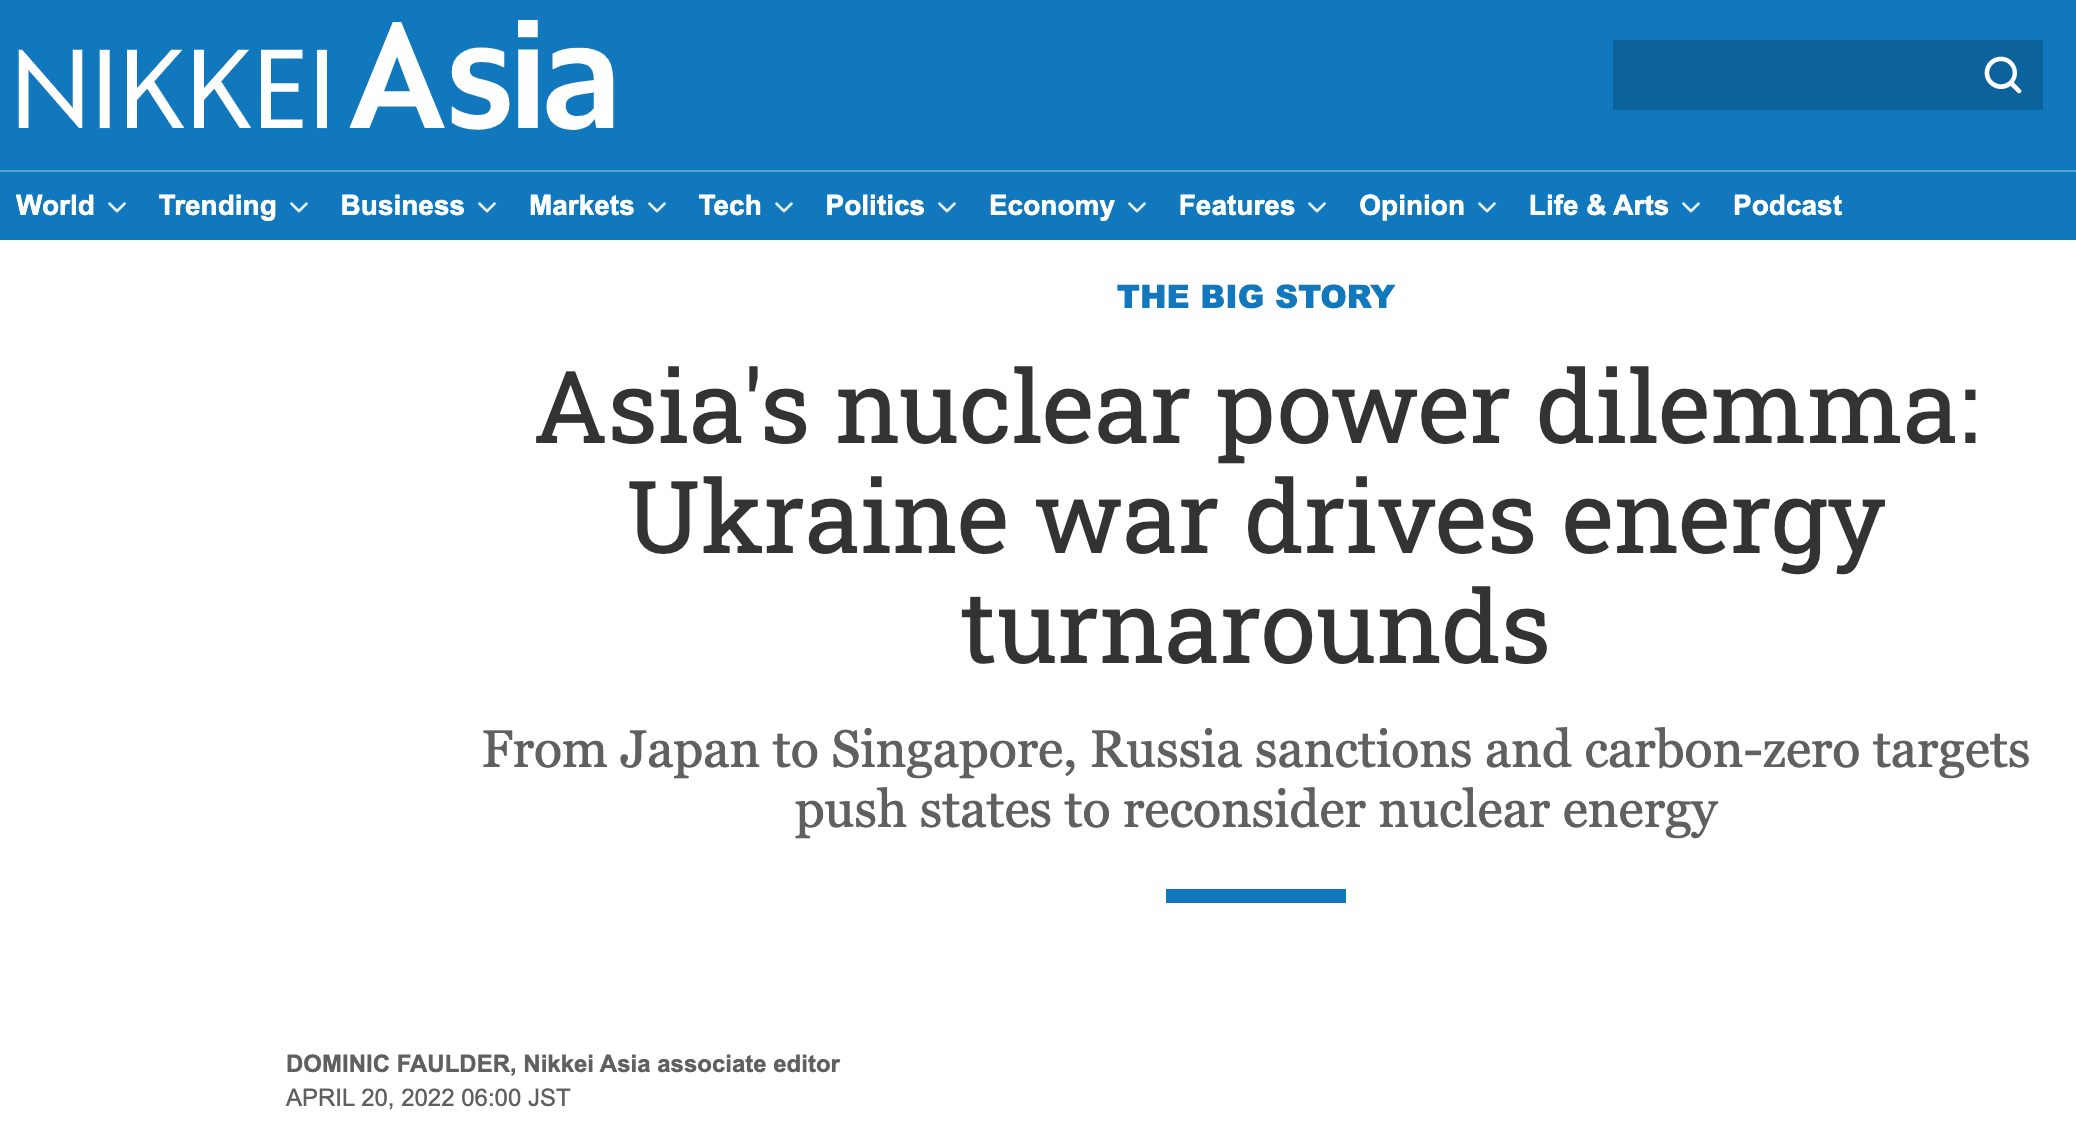 NIKKEI Asia
World Trending Business Markets Tech Politics Economy Features Opinion Life & Arts Podcast
THE BIG STORY
Asia's nuclear power dilemma:
Ukraine war drives energy
turnarounds
From Japan to Singapore, Russia sanctions and carbon-zero targets
push states to reconsider nuclear energy
DOMINIC FAULDER, Nikkei Asia associate editor
APRIL 20, 2022 06:00 JST